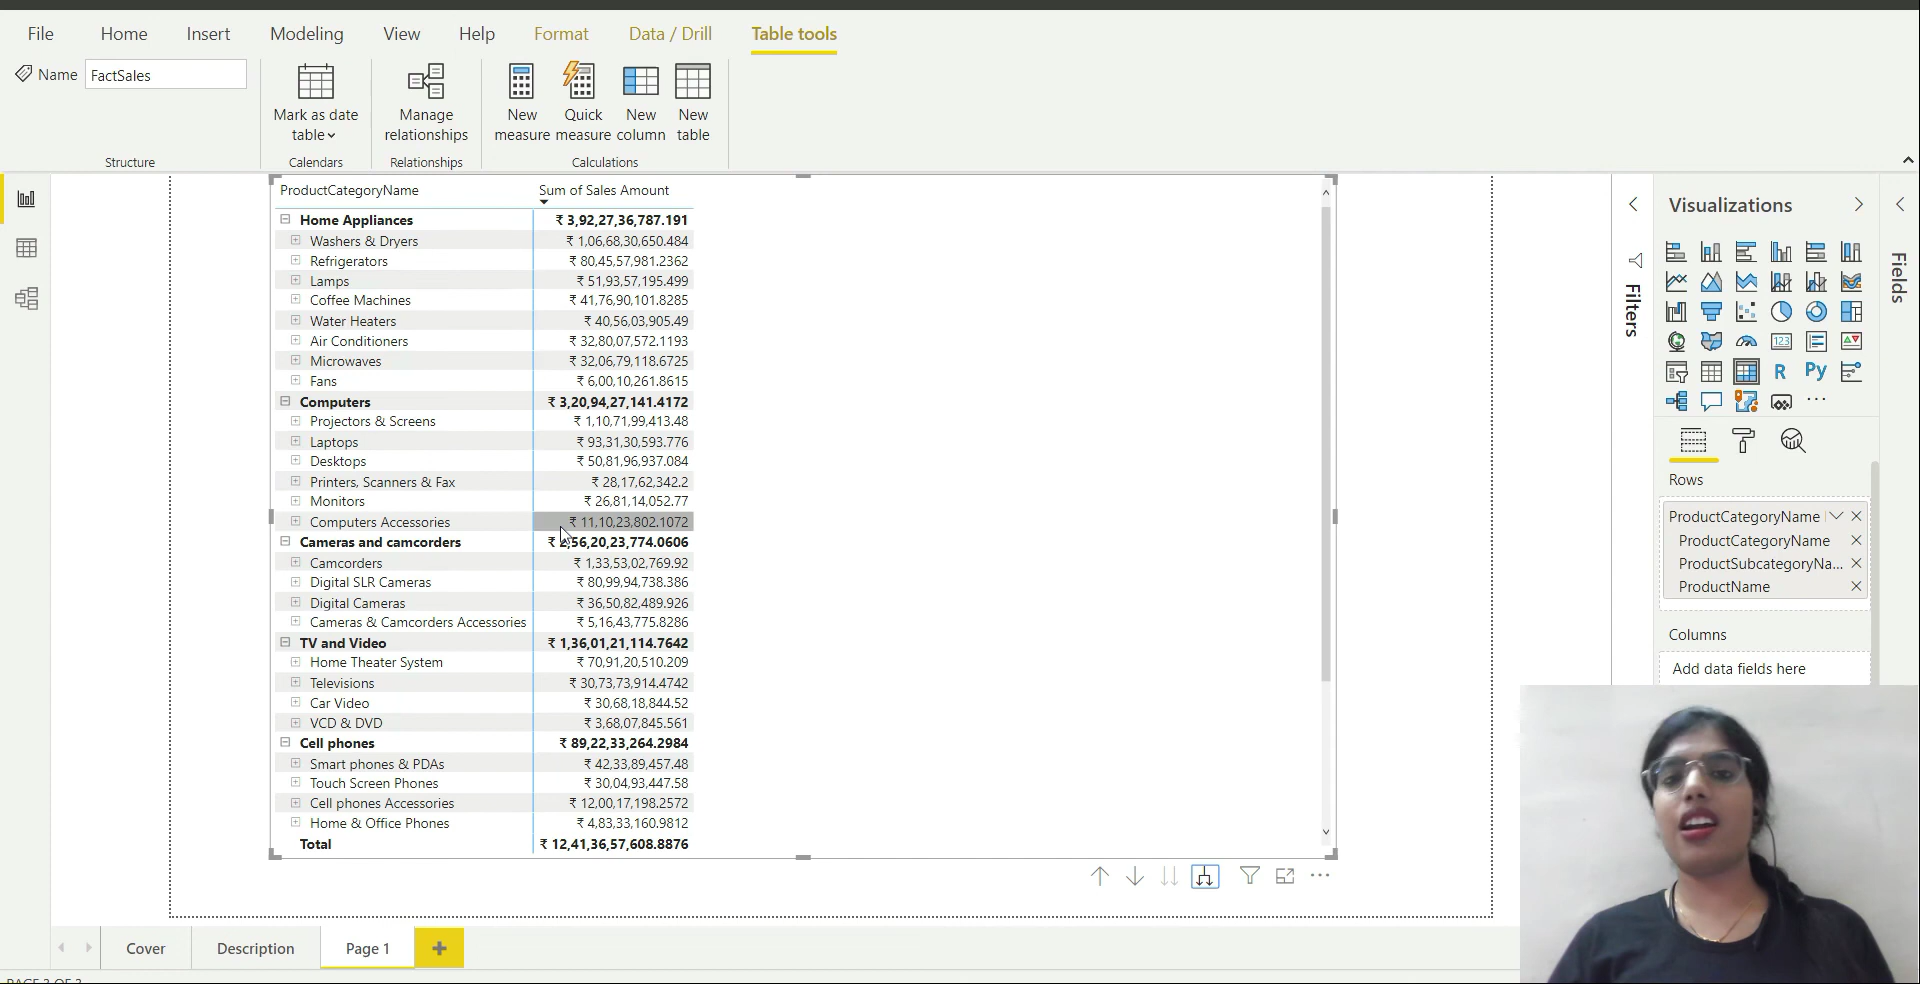 File Home Insert Modeling View Help Format Data / Drill Table tools
Name FactSales
Mark as date table
Manage relationships
New measure
Quick measure
New column
New table
Structure Calendars Relationships Calculations
ProductCategoryName Sum of Sales Amount
Home Appliances ₹ 3,92,27,36,787.191
Washers & Dryers ₹ 1,06,68,30,650.484
Refrigerators ₹ 80,45,57,981.2362
Lamps ₹ 51,93,57,195.499
Coffee Machines ₹ 41,76,90,101.8285
Water Heaters ₹ 40,56,03,905.49
Air Conditioners ₹ 32,80,07,572.1193
Microwaves ₹ 32,06,79,118.6725
Fans ₹ 6,00,10,261.8615
Computers ₹ 3,20,94,27,141.4172
Projectors & Screens ₹ 1,10,71,99,413.48
Laptops ₹ 93,31,30,593.776
Desktops ₹ 50,81,96,937.084
Printers, Scanners & Fax ₹ 28,17,62,342.2
Monitors ₹ 26,81,14,052.77
Computers Accessories ₹ 11,10,23,802.1072
Cameras and camcorders ₹ 2,56,20,23,774.0606
Camcorders ₹ 1,33,53,02,769.92
Digital SLR Cameras ₹ 80,99,94,738.386
Digital Cameras ₹ 36,50,82,489.926
Cameras & Camcorders Accessories ₹ 5,16,43,775.8286
TV and Video ₹ 1,36,01,21,114.7642
Home Theater System ₹ 70,91,20,510.209
Televisions ₹ 30,73,73,914.4742
Car Video ₹ 30,68,18,844.52
VCD & DVD ₹ 3,68,07,845.561
Cell phones ₹ 89,22,33,264.2984
Smart phones & PDAs ₹ 42,33,89,457.48
Touch Screen Phones ₹ 30,04,93,447.58
Cell phones Accessories ₹ 12,00,17,198.2572
Home & Office Phones ₹ 4,83,33,160.9812
Total ₹ 12,41,36,57,608.8876
Filters
Visualizations
123
R Py
Rows
ProductCategoryName
ProductCategoryName
ProductSubcategoryNa...
ProductName
Columns
Add data fields here
Fields
Cover Description Page 1